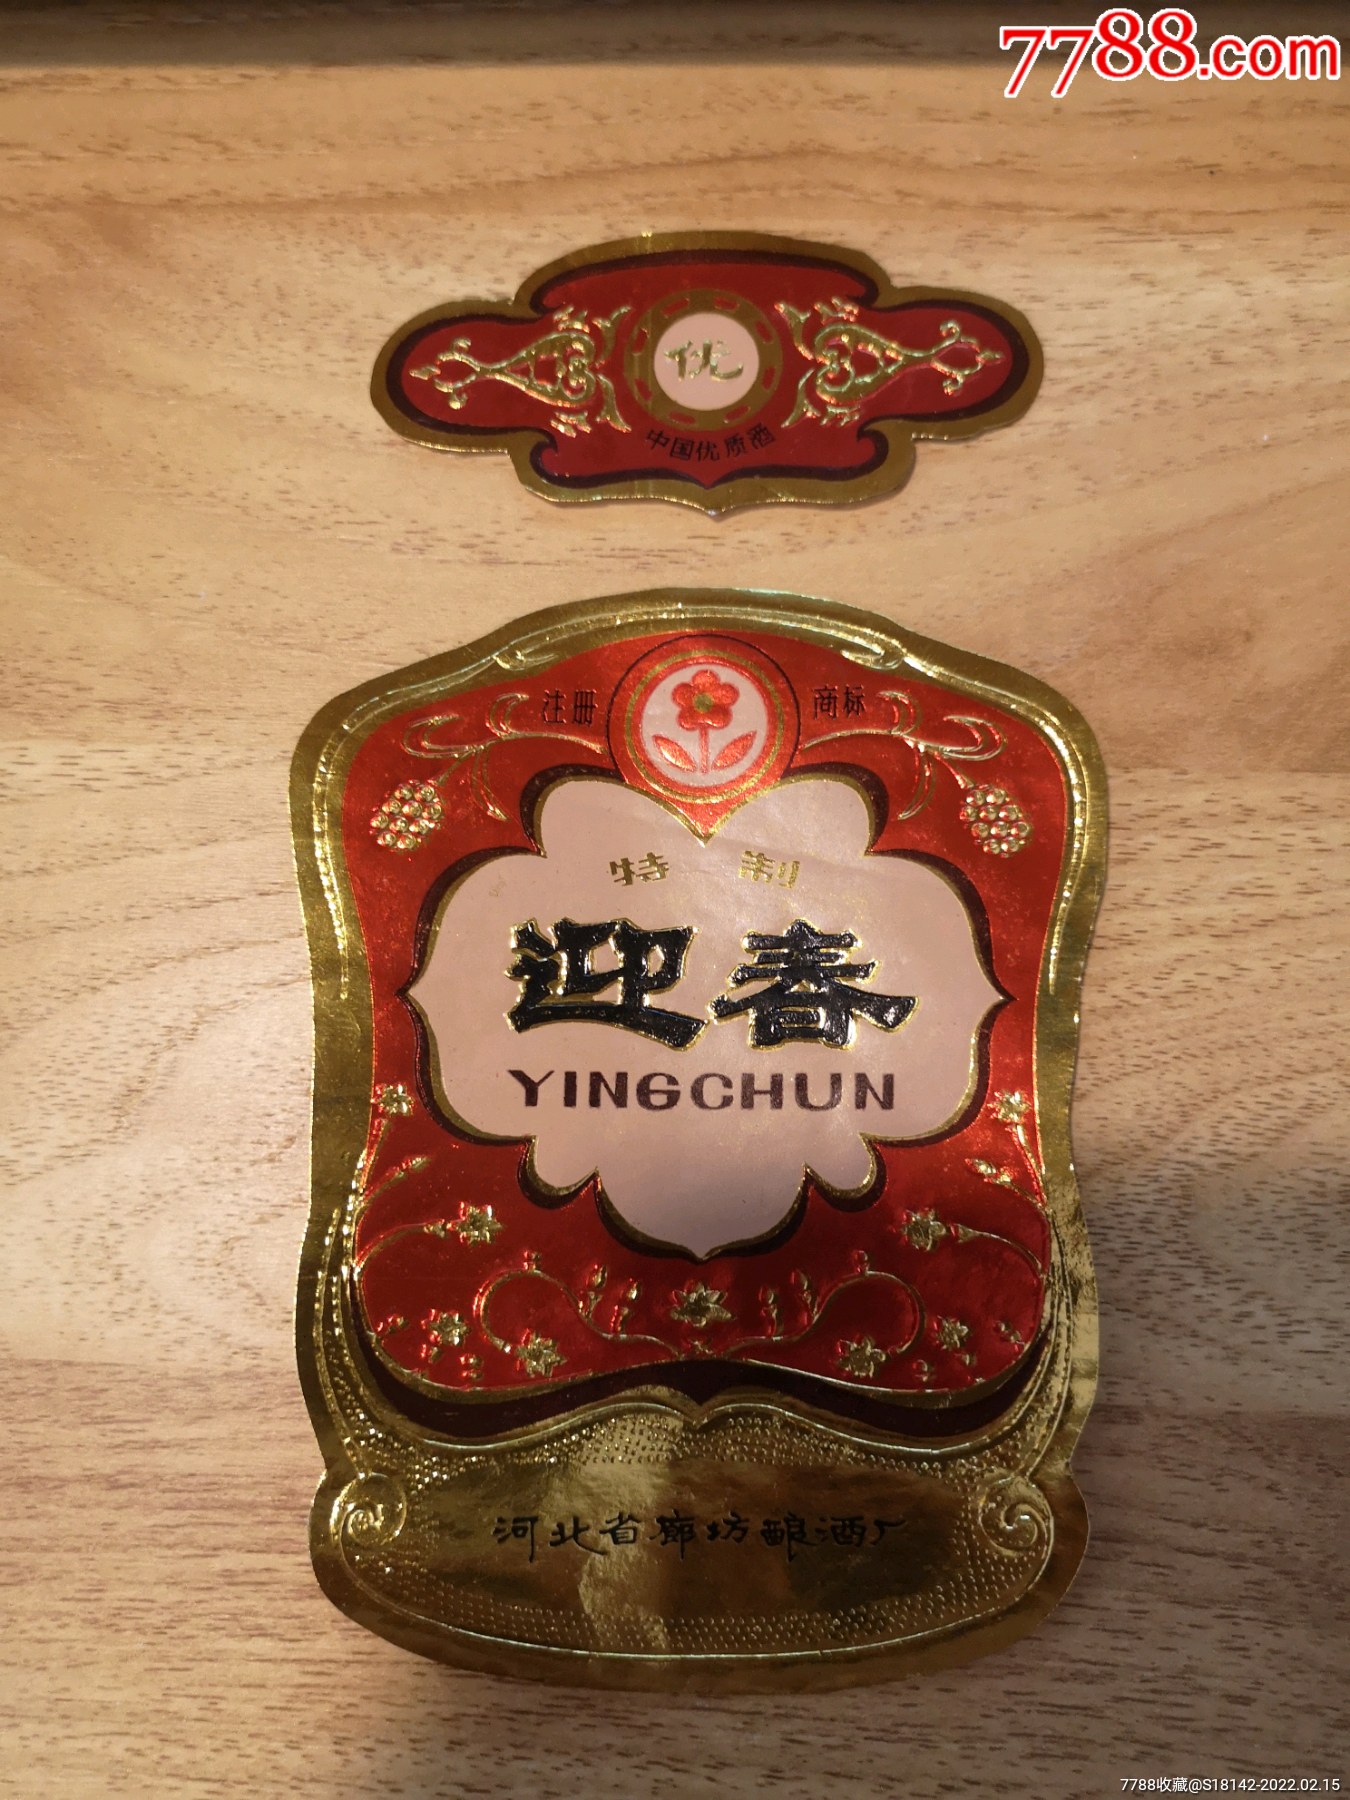 7788.com
优
中国优质酒
注册 商标
特制
迎春
YINGCHUN
河北省廊坊酿酒厂
7788收藏@S18142-2022.02.15